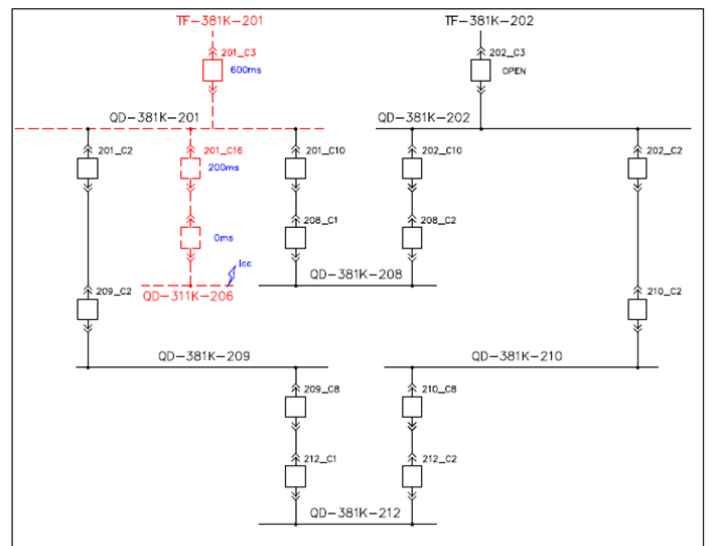 TF-381K-201
TF-381K-202
201_C3
600ms
202_C3
OPEN
QD-381K-201
QD-381K-202
201_C2
201_C16
200ms
201_C10
202_C10
202_C2
0ms
208_C1
208_C2
Icc
QD-381K-208
209_C2
QD-311K-206
210_C2
QD-381K-209
QD-381K-210
209_C8
210_C8
212_C1
212_C2
QD-381K-212